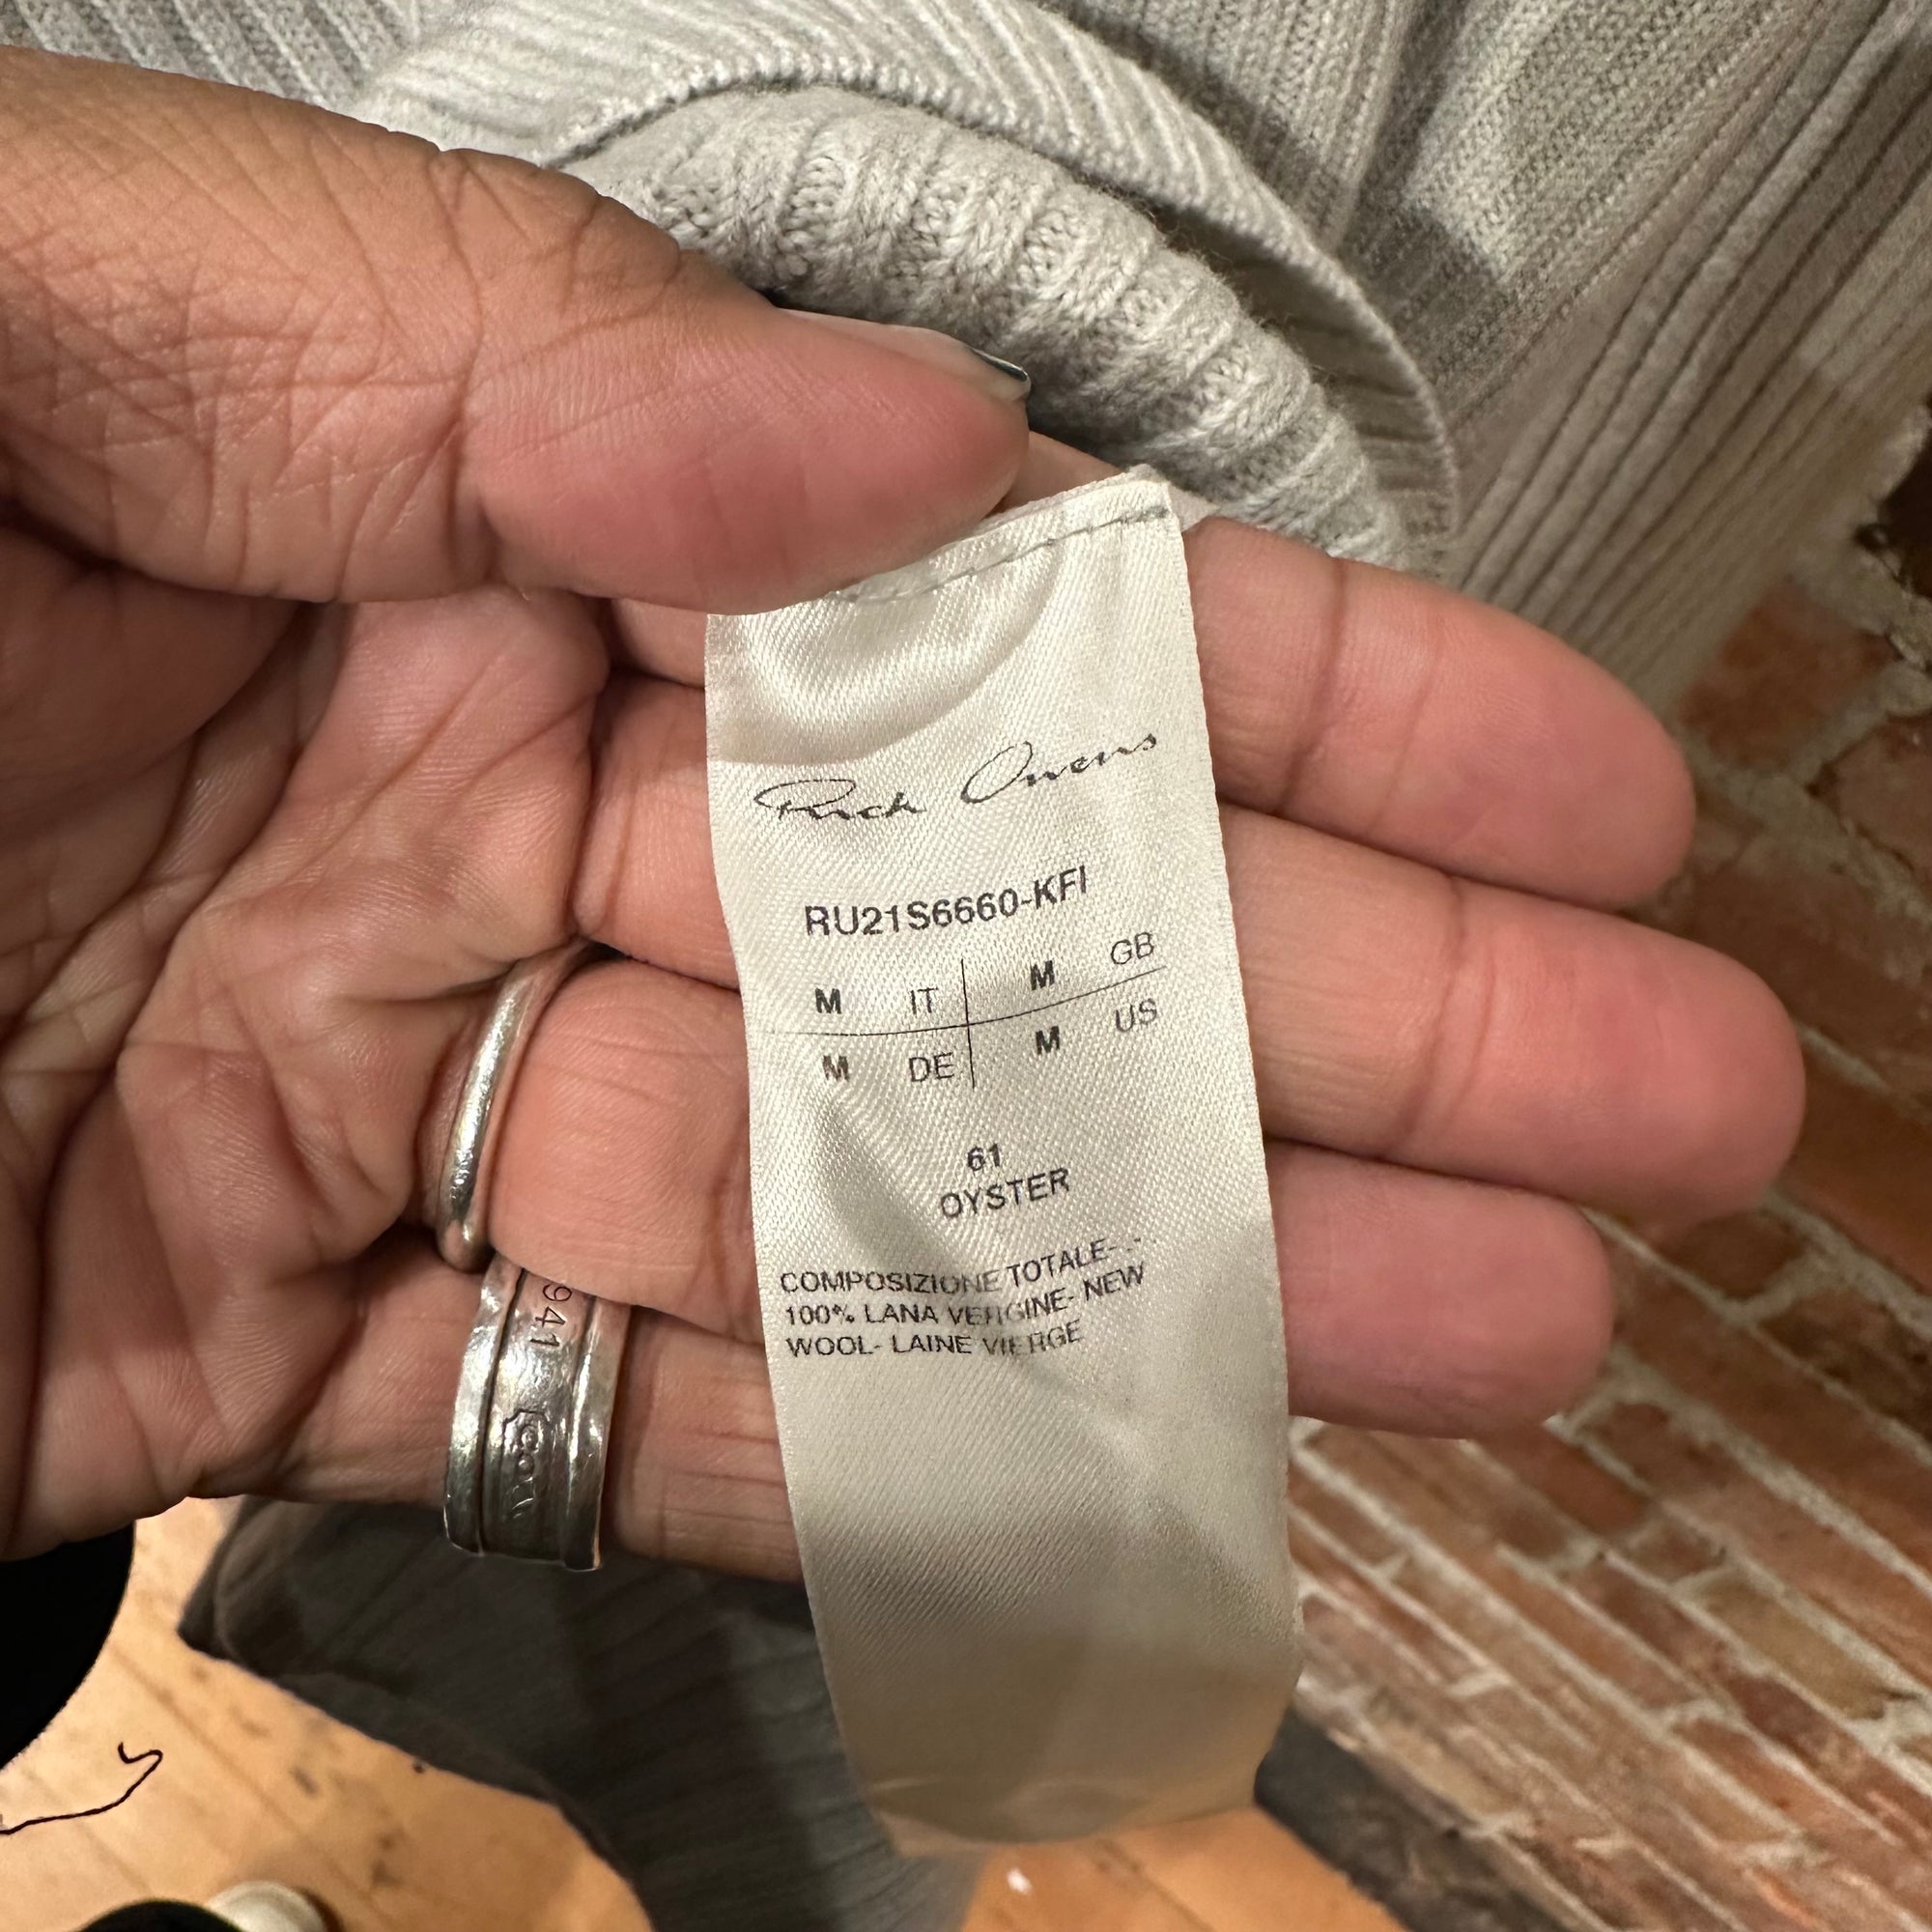 Rick Owens
RU21S6660-KFI
M IT M GB
M DE M US
61
OYSTER
COMPOSIZIONE TOTALE-
100% LANA VERGINE- NEW
WOOL- LAINE VIERGE
941